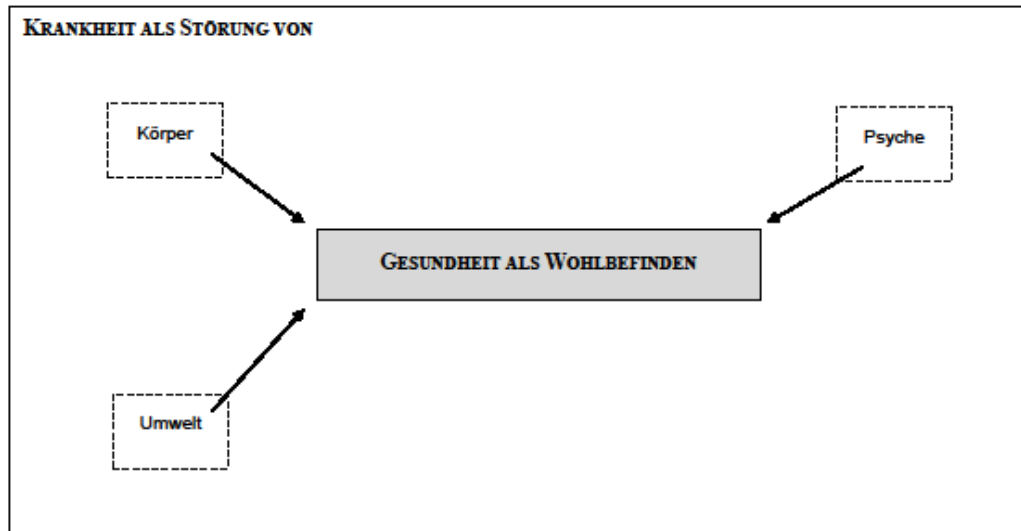 KRANKHEIT ALS STÖRUNG VON
Körper
Psyche
GESUNDHEIT ALS WOHLBEFINDEN
Umwelt